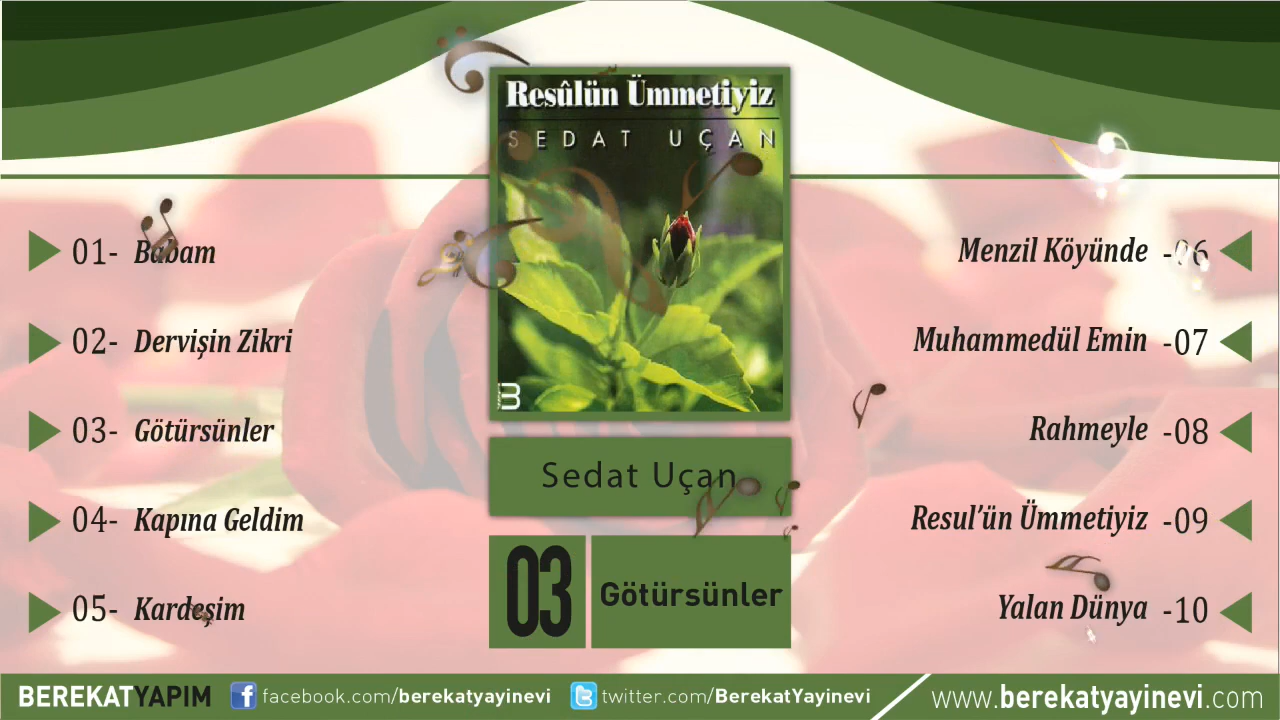 Resûlün Ümmetiyiz
SEDAT UÇAN
B
01- Babam
02- Dervişin Zikri
03- Götürsünler
04- Kapına Geldim
05- Kardeşim
Menzil Köyünde -06
Muhammedül Emin -07
Rahmeyle -08
Resul'ün Ümmetiyiz -09
Yalan Dünya -10
Sedat Uçan
03 Götürsünler
BEREKATYAPIM facebook.com/berekatyayinevi twitter.com/BerekatYayinevi www.berekatyayinevi.com